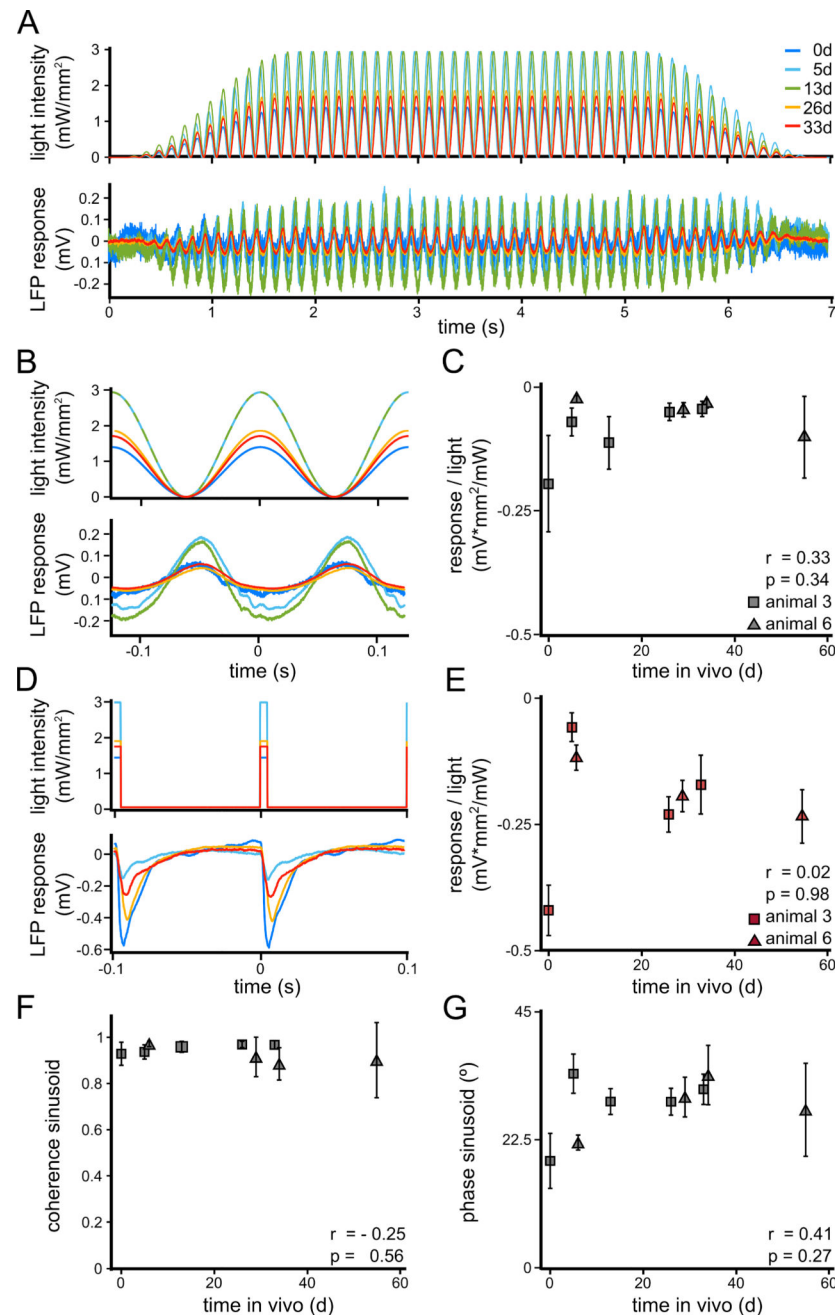 A
light intensity
(mW/mm²)
3
2
1
0
0d
5d
13d
26d
33d
LFP response
(mV)
0.2
0.1
0
0.1
-0.2
0 1 2 3 4 5 6 7
time (s)
B
light intensity
(mW/mm²)
3
2
1
0
-0.1 0 0.1
LFP response
(mV)
0.2
0.1
0
0.1
0.2
-0.1 0 0.1
time (s)
C
response / light
(mV*mm²/mW)
0
-0.25
-0.5
r = 0.33
p = 0.34
animal 3
animal 6
0 20 40 60
time in vivo (d)
D
light intensity
(mW/mm²)
3
2
1
0
LFP response
(mV)
0
-0.2
-0.4
-0.6
-0.1 0 0.1
time (s)
E
response / light
(mV*mm²/mW)
0
-0.25
-0.5
r = 0.02
p = 0.98
animal 3
animal 6
0 20 40 60
time in vivo (d)
F
coherence sinusoid
1
0.8
0.6
0.4
0.2
0
r = - 0.25
p = 0.56
0 20 40 60
time in vivo (d)
G
phase sinusoid (º)
45
22.5
0
r = 0.41
p = 0.27
0 20 40 60
time in vivo (d)